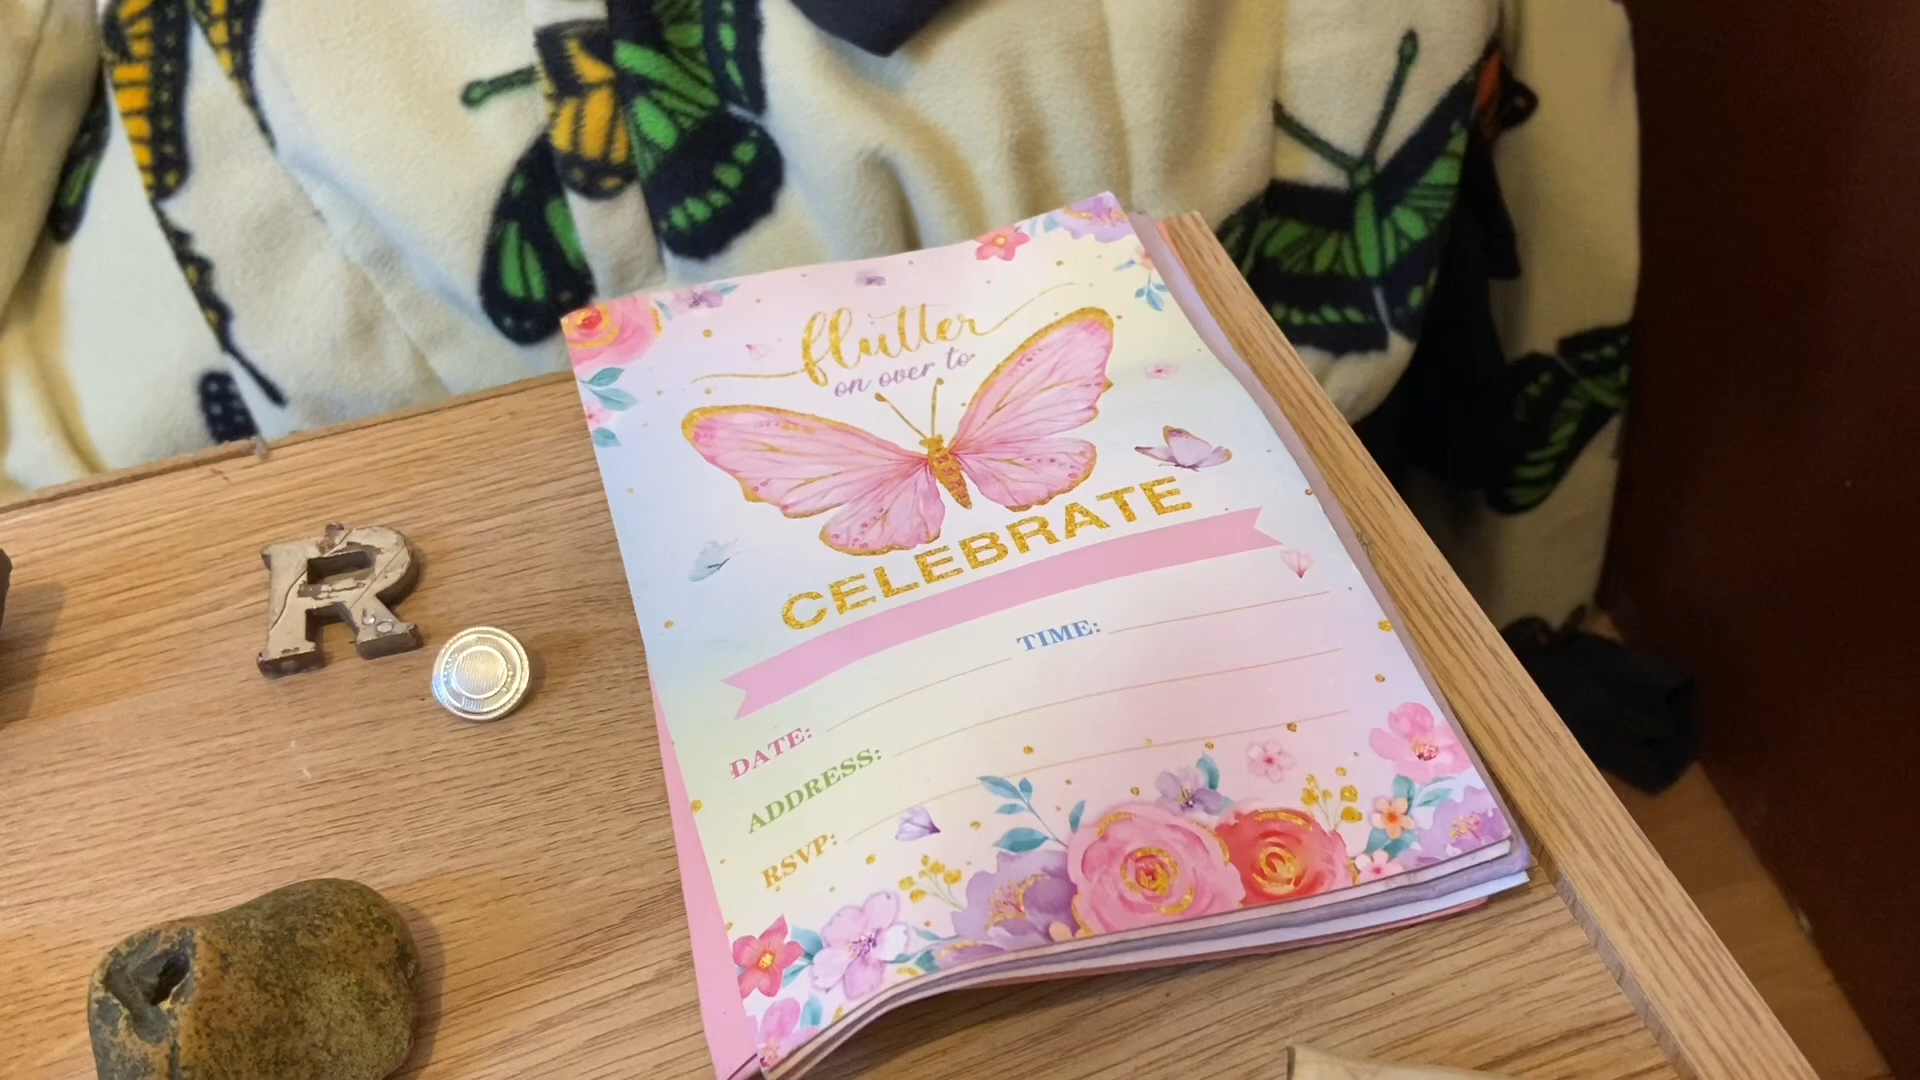 flutter
on over to
CELEBRATE
DATE: TIME:
ADDRESS:
RSVP:
R